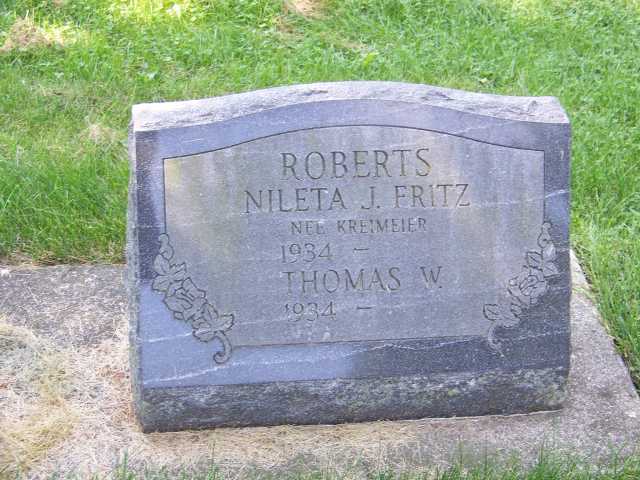 ROBERTS
NILETA J. FRITZ
NEE KREIMEIER
1934 –
THOMAS W.
1934 –